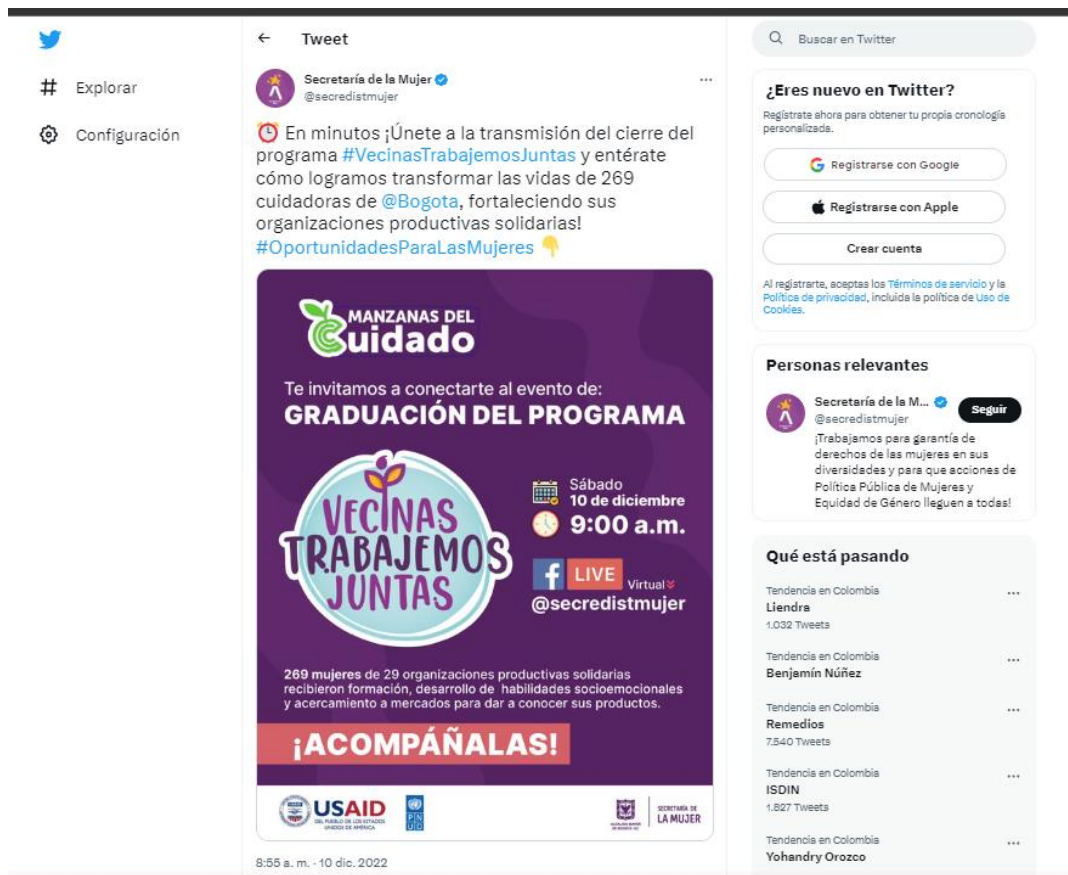 Tweet
Buscar en Twitter
# Explorar
Configuración
Secretaría de la Mujer
@secredistmujer
En minutos ¡Únete a la transmisión del cierre del
programa #VecinasTrabajemosJuntas y entérate
cómo logramos transformar las vidas de 269
cuidadoras de @Bogota, fortaleciendo sus
organizaciones productivas solidarias!
#OportunidadesParaLasMujeres
MANZANAS DEL
Cuidado
Te invitamos a conectarte al evento de:
GRADUACIÓN DEL PROGRAMA
VECINAS
TRABAJEMOS
JUNTAS
Sábado
10 de diciembre
9:00 a.m.
f LIVE Virtual
@secredistmujer
269 mujeres de 29 organizaciones productivas solidarias
recibieron formación, desarrollo de habilidades socioemocionales
y acercamiento a mercados para dar a conocer sus productos.
¡ACOMPÁÑALAS!
USAID
DEL PUEBLO DE LOS ESTADOS
UNIDOS DE AMÉRICA
PN
UD
SECRETARÍA DE
LA MUJER
8:55 a. m. · 10 dic. 2022
¿Eres nuevo en Twitter?
Regístrate ahora para obtener tu propia cronología
personalizada.
Registrarse con Google
Registrarse con Apple
Crear cuenta
Al registrarte, aceptas los Términos de servicio y la
Política de privacidad, incluida la política de Uso de
Cookies.
Personas relevantes
Secretaría de la M...
@secredistmujer
Seguir
¡Trabajamos para garantía de
derechos de las mujeres en sus
diversidades y para que acciones de
Política Pública de Mujeres y
Equidad de Género lleguen a todas!
Qué está pasando
Tendencia en Colombia
Liendra
1.032 Tweets
Tendencia en Colombia
Benjamín Núñez
Tendencia en Colombia
Remedios
7.540 Tweets
Tendencia en Colombia
ISDIN
1.827 Tweets
Tendencia en Colombia
Yohandry Orozco